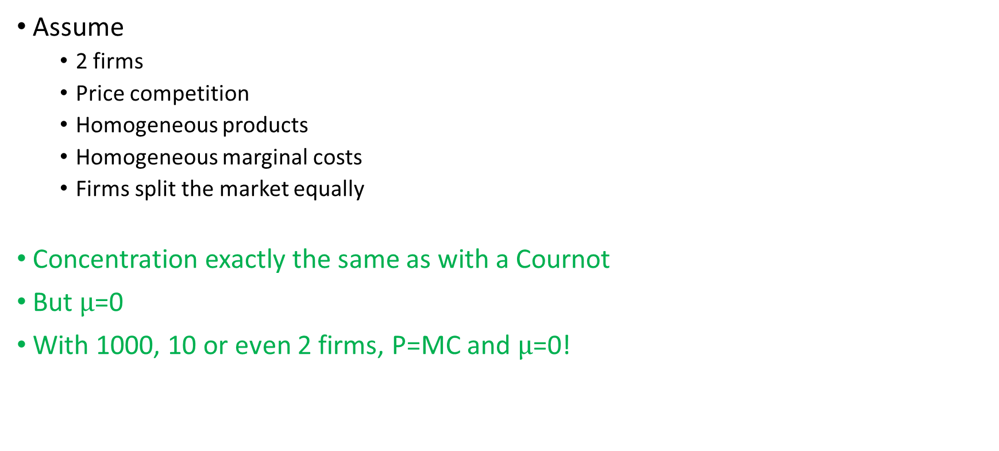 • Assume
• 2 firms
• Price competition
• Homogeneous products
• Homogeneous marginal costs
• Firms split the market equally
• Concentration exactly the same as with a Cournot
• But μ=0
• With 1000, 10 or even 2 firms, P=MC and μ=0!